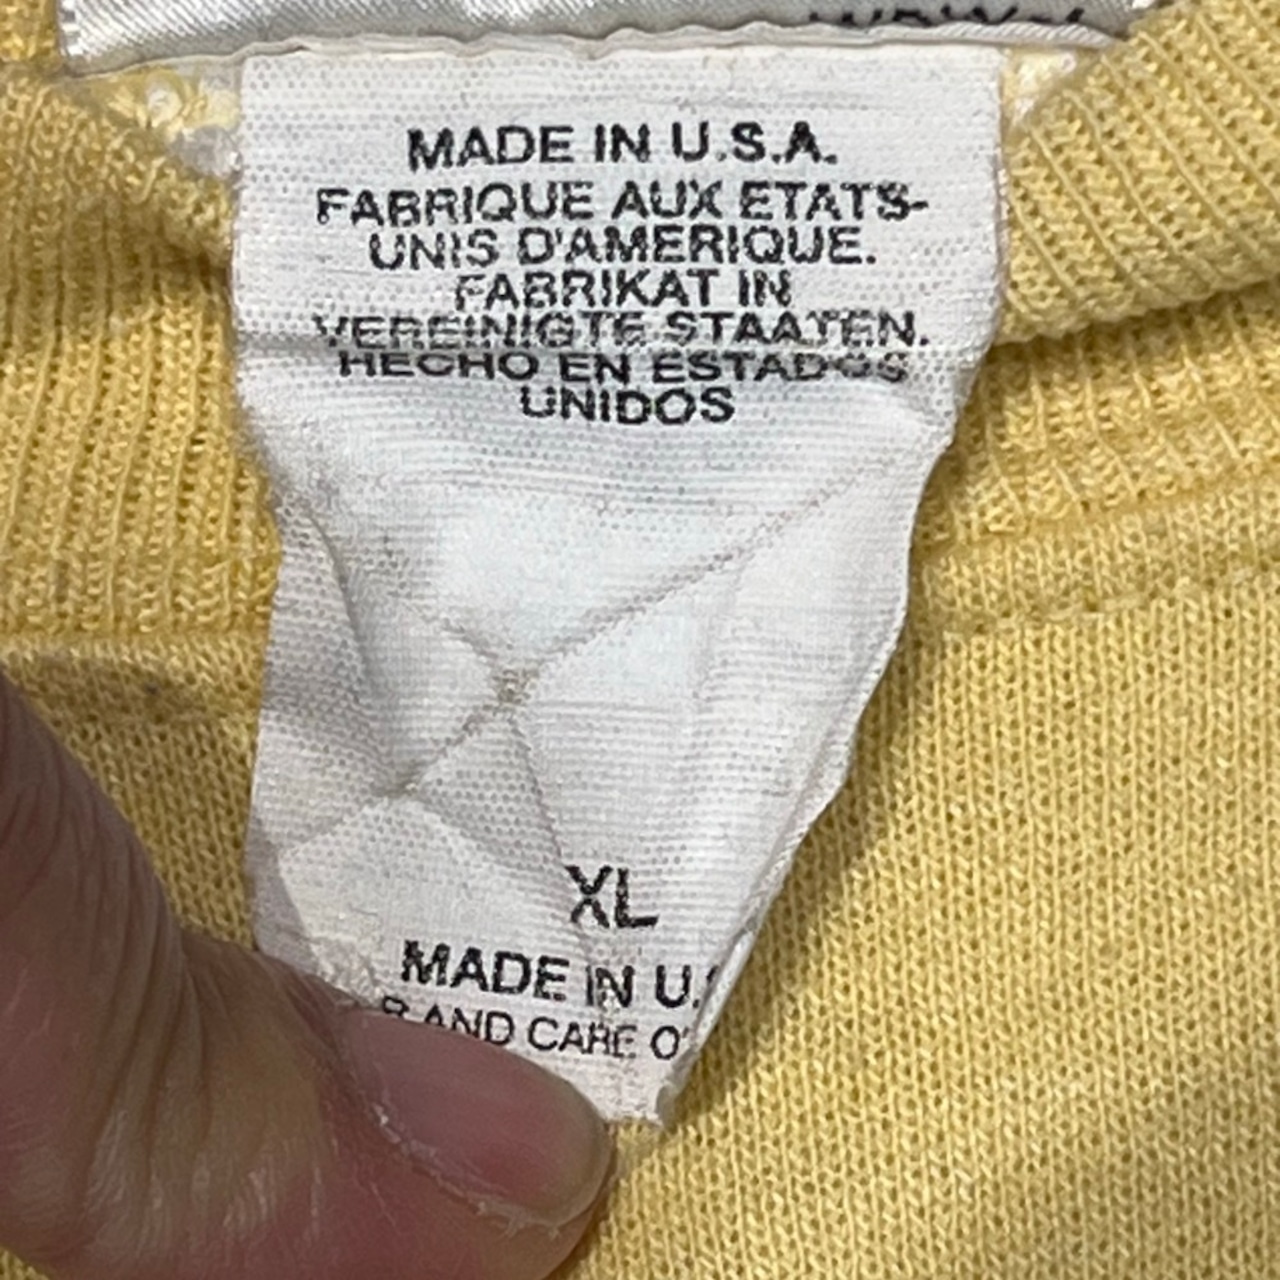 MADE IN U.S.A.
FABRIQUE AUX ETATS-
UNIS D'AMERIQUE.
FABRIKAT IN
VEREINIGTE STAATEN.
HECHO EN ESTADOS
UNIDOS
XL
MADE IN U.S
AND CARE O